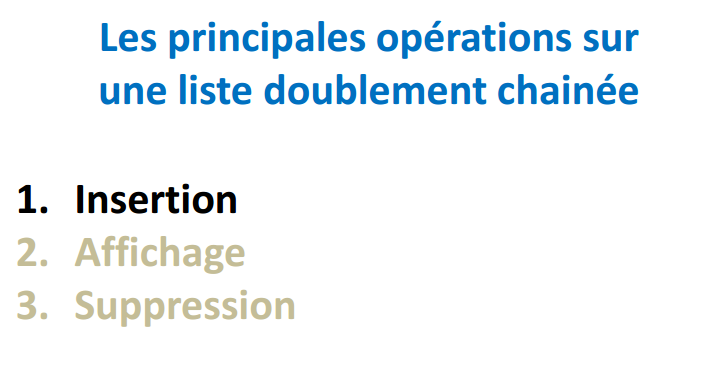 Les principales opérations sur
une liste doublement chainée
1. Insertion
2. Affichage
3. Suppression